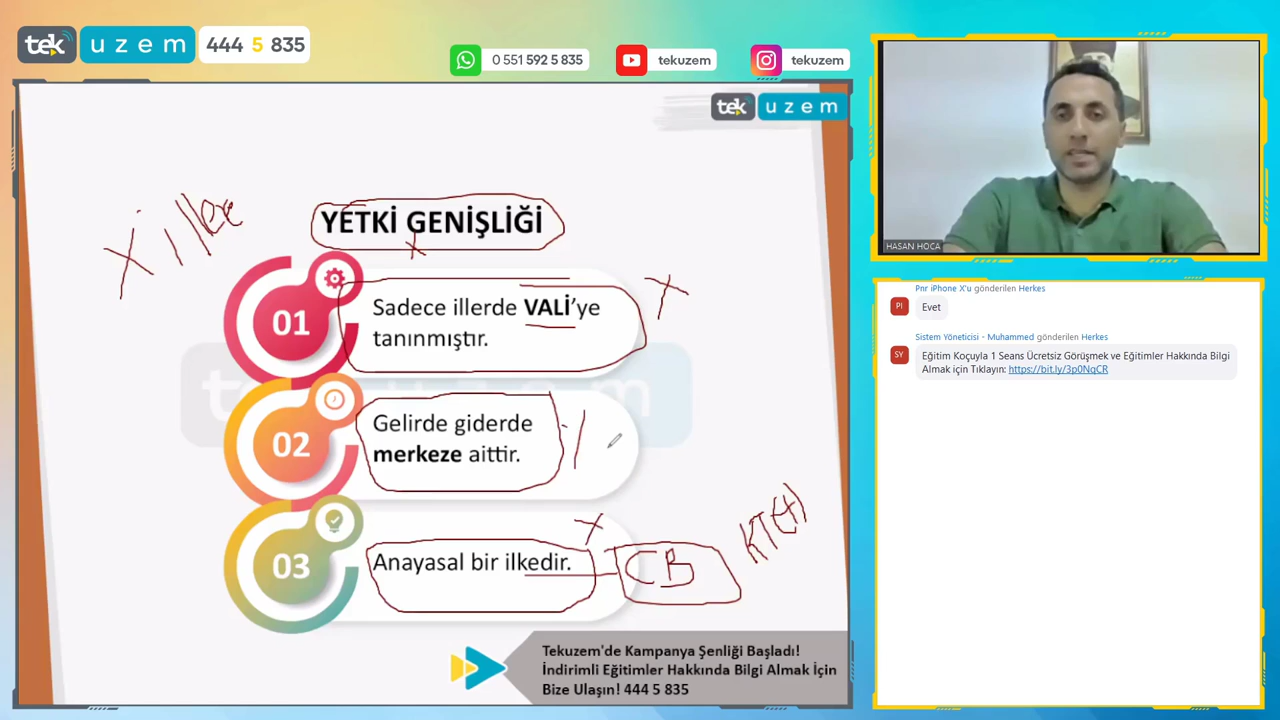 tek uzem 444 5 835
0 551 592 5 835
tekuzem
tekuzem
tek uzem
YETKİ GENİŞLİĞİ
01
Sadece illerde VALİ'ye
tanınmıştır.
02
Gelirde giderde
merkeze aittir.
03
Anayasal bir ilkedir.
CB
KT(+)
Tekuzem'de Kampanya Şenliği Başladı!
İndirimli Eğitimler Hakkında Bilgi Almak İçin
Bize Ulaşın! 444 5 835
HASAN HOCA
Pnr iPhone X'u gönderilen Herkes
PI
Evet
Sistem Yöneticisi - Muhammed gönderilen Herkes
SY
Eğitim Koçuyla 1 Seans Ücretsiz Görüşmek ve Eğitimler Hakkında Bilgi
Almak için Tıklayın: https://bit.ly/3p0NqCR